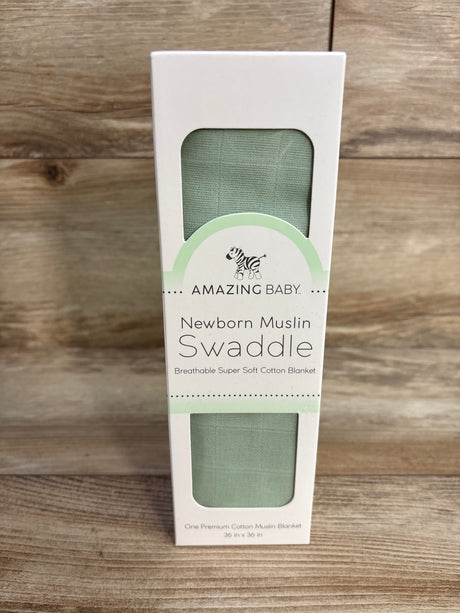 AMAZING BABY.
Newborn Muslin
Swaddle
Breathable Super Soft Cotton Blanket
One Premium Cotton Muslin Blanket
36 in x 36 in